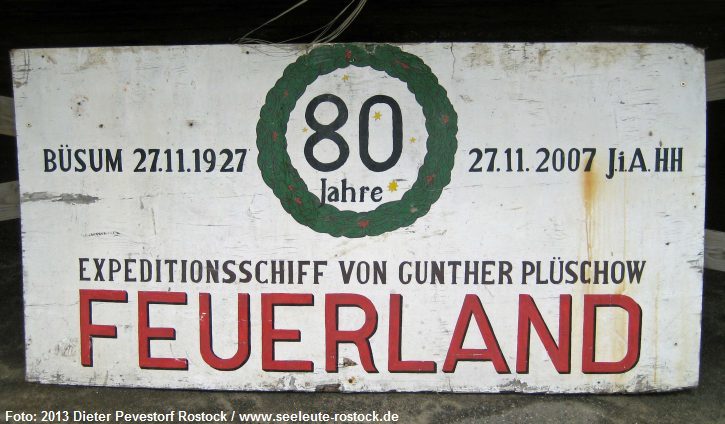 80
Jahre
BÜSUM 27.11.1927 27.11.2007 J.i.A. HH
EXPEDITIONSSCHIFF VON GUNTHER PLÜSCHOW
FEUERLAND
Foto: 2013 Dieter Pevestorf Rostock / www.seeleute-rostock.de